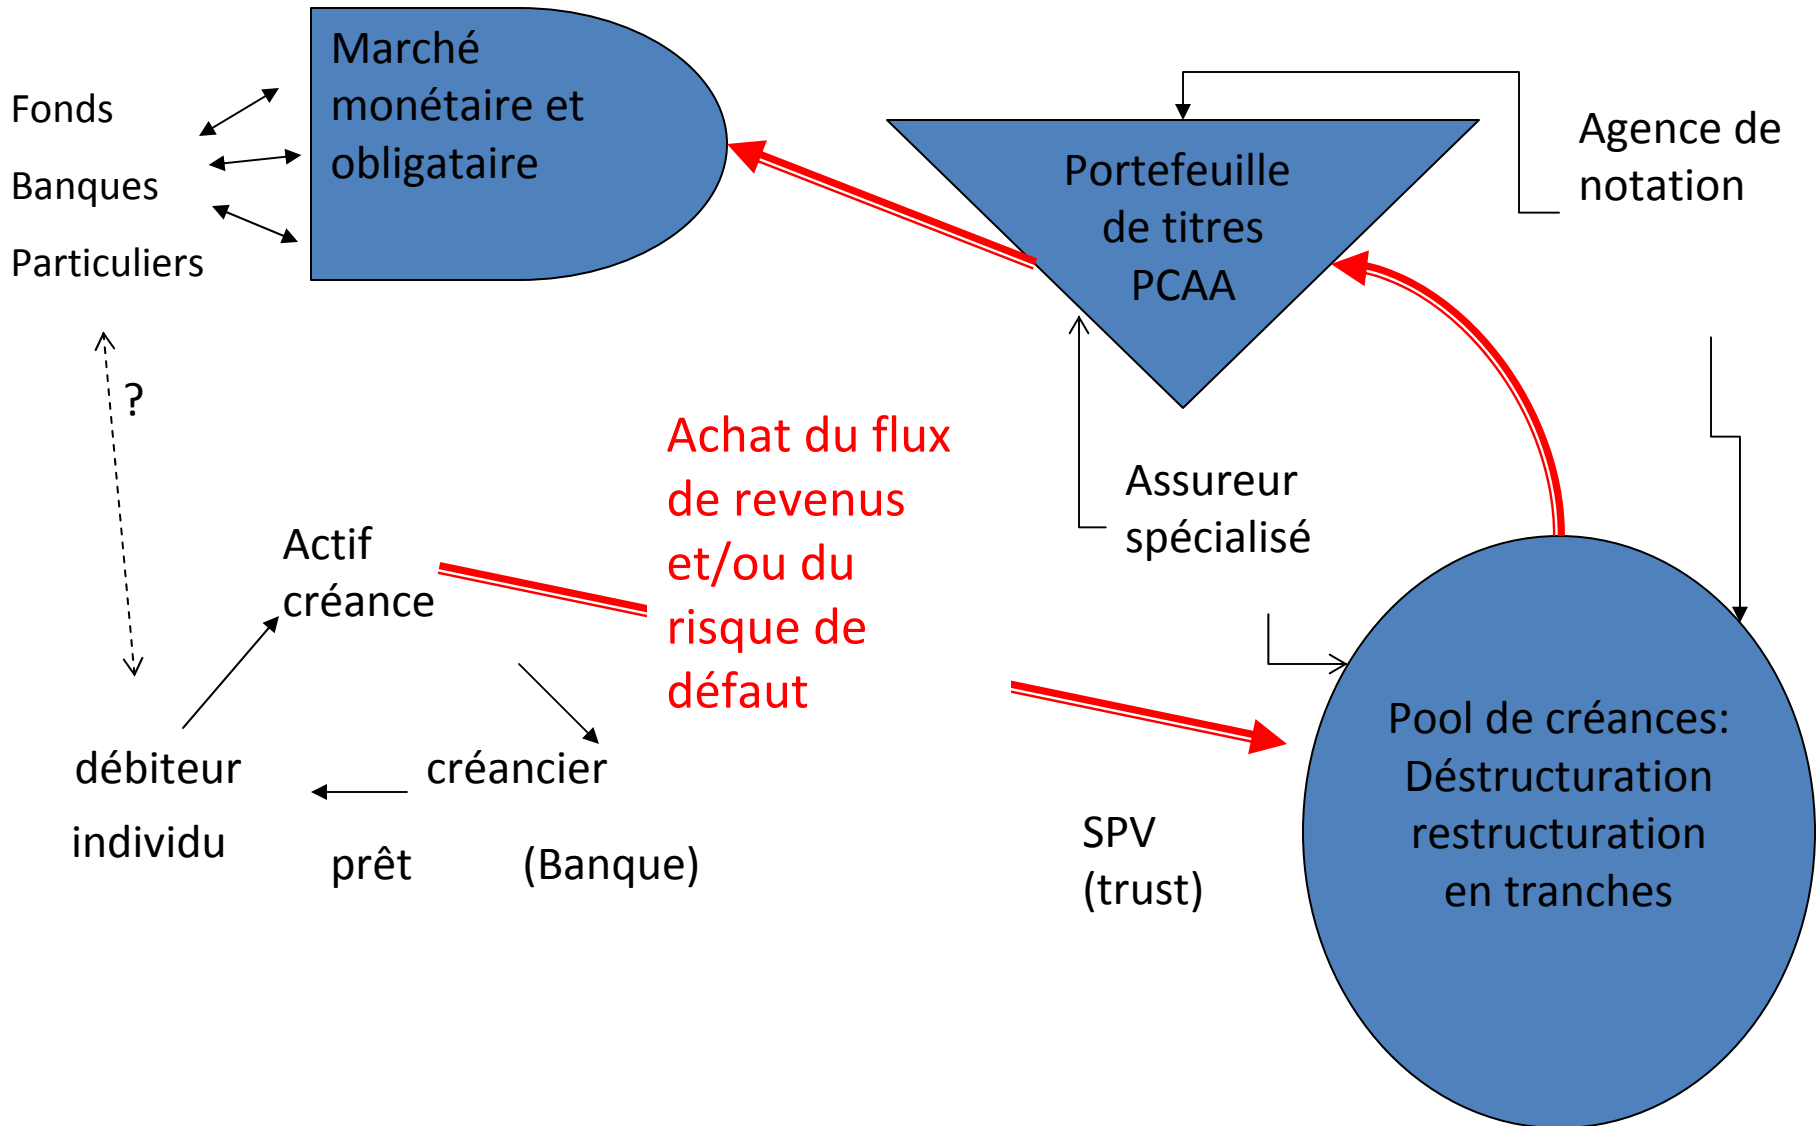 Marché
monétaire et
obligataire
Fonds
Banques
Particuliers
Portefeuille
de titres
PCAA
Agence de
notation
?
Achat du flux
de revenus
et/ou du
risque de
défaut
Assureur
spécialisé
Actif
créance
débiteur
individu
prêt
créancier
(Banque)
SPV
(trust)
Pool de créances:
Déstructuration
restructuration
en tranches